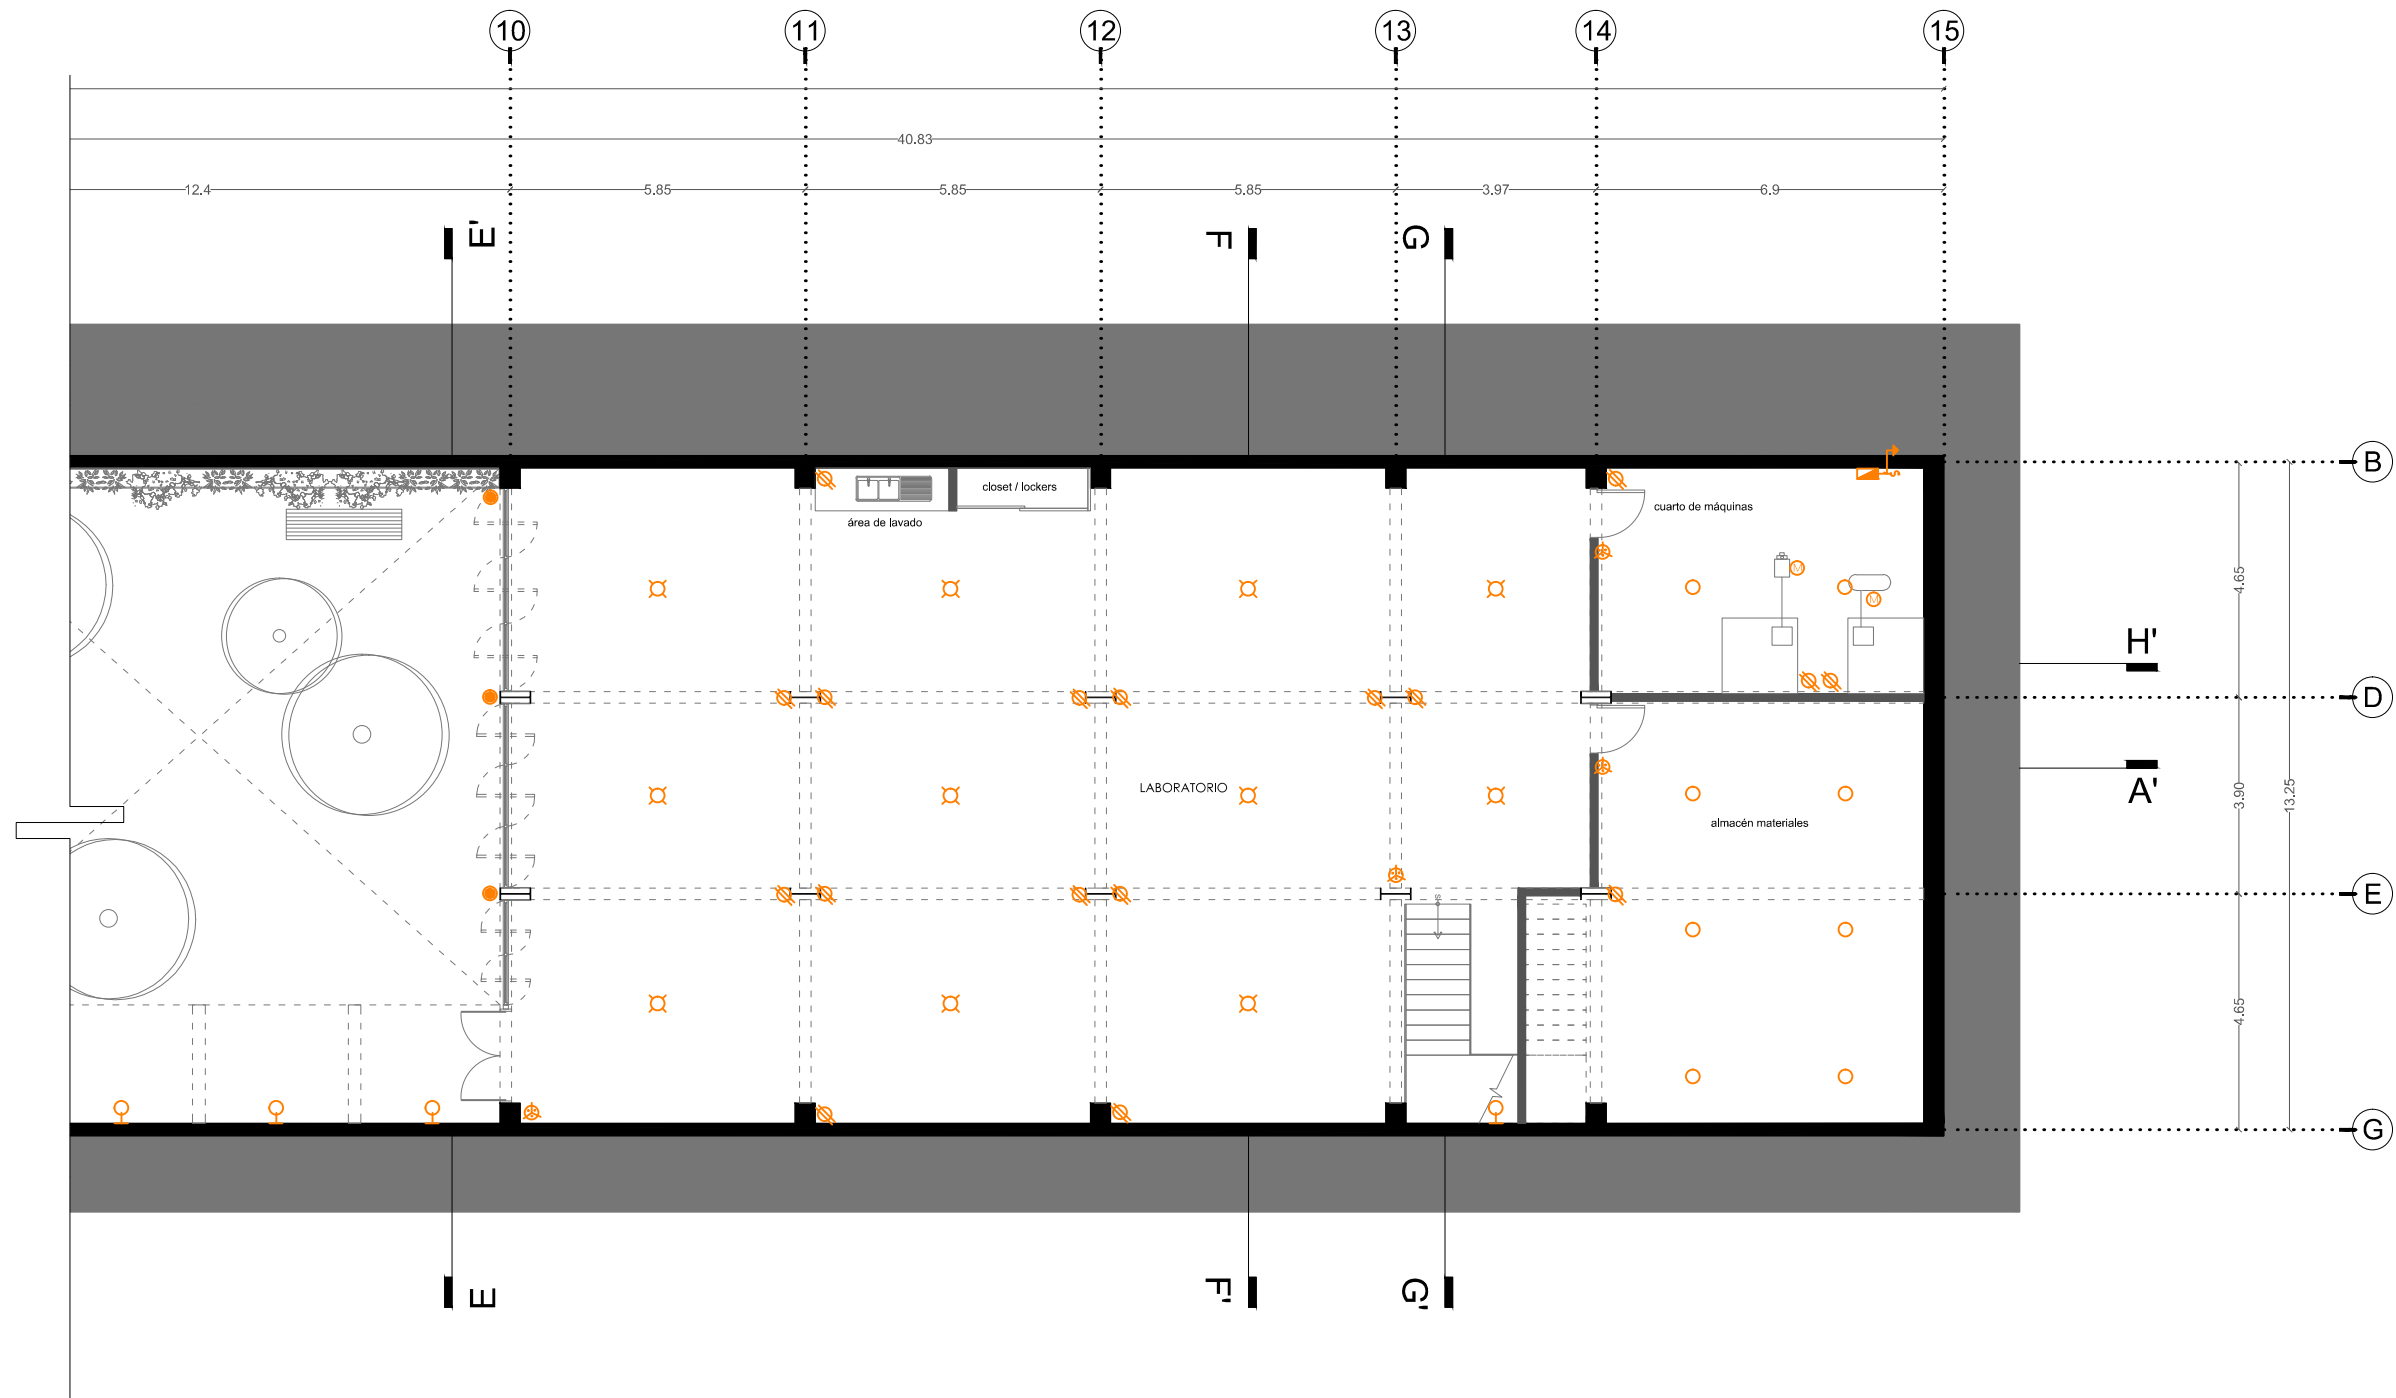 10 11 12 13 14 15
40.83
12.4 5.85 5.85 5.85 3.97 6.9
E' F G
B
closet / lockers
área de lavado
cuarto de máquinas
M
M
4.65
H'
D
LABORATORIO
3.90
13.25
A'
almacén materiales
E
S
4.65
G
E F' G'